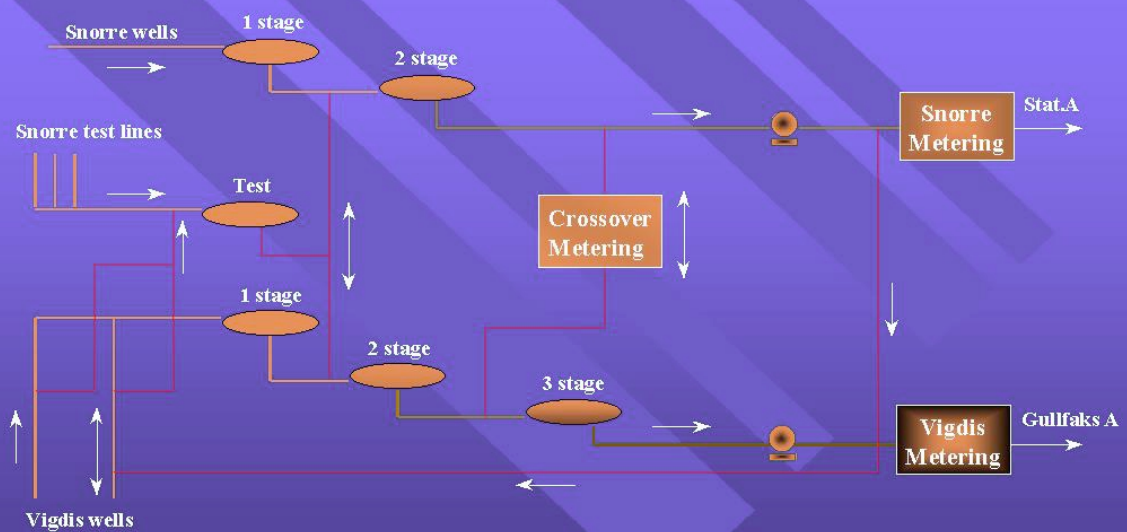 Snorre wells
1 stage
2 stage
Snorre
Metering
Stat.A
Snorre test lines
Test
Crossover
Metering
1 stage
2 stage
3 stage
Vigdis
Metering
Gullfaks A
Vigdis wells